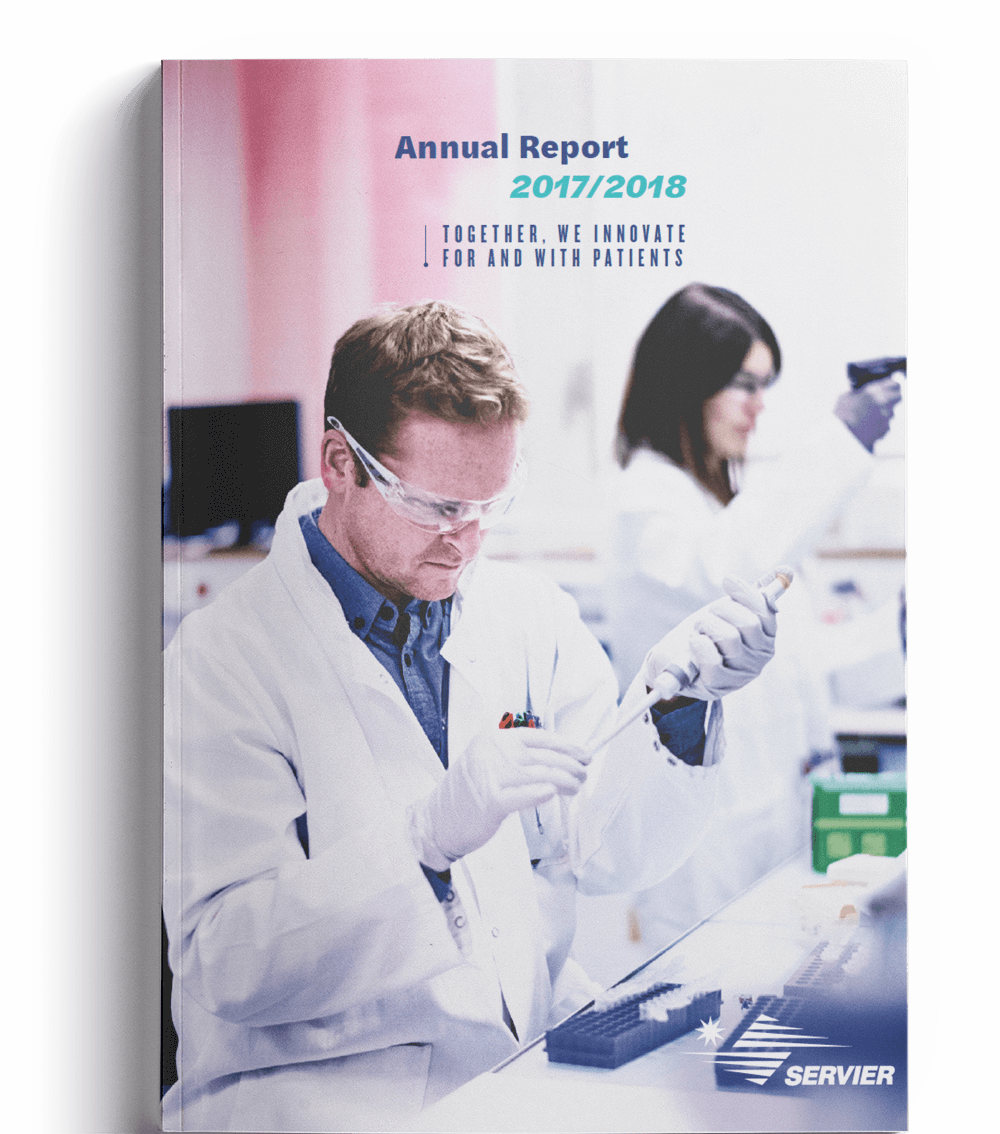 Annual Report
2017/2018
TOGETHER, WE INNOVATE
FOR AND WITH PATIENTS
SERVIER